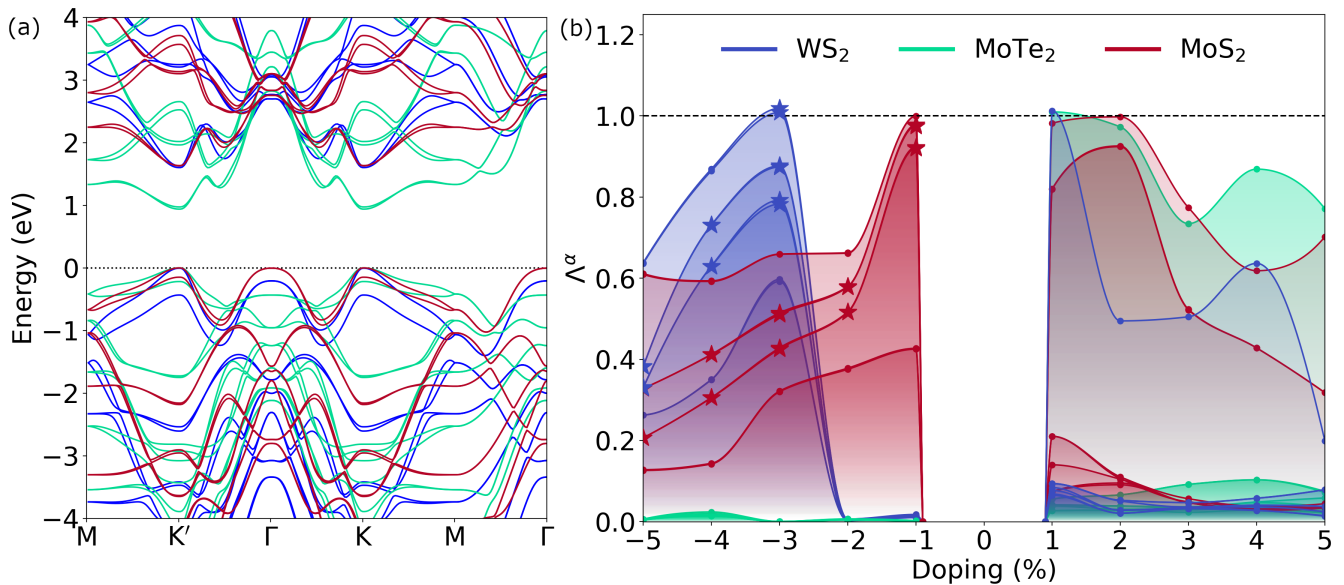 (a)
4
3
2
1
0
−1
−2
−3
−4
Energy (eV)
M K′ Γ K M Γ
(b)
WS₂ MoTe₂ MoS₂
1.2
1.0
0.8
0.6
0.4
0.2
0.0
Λ^α
−5 −4 −3 −2 −1 0 1 2 3 4 5
Doping (%)